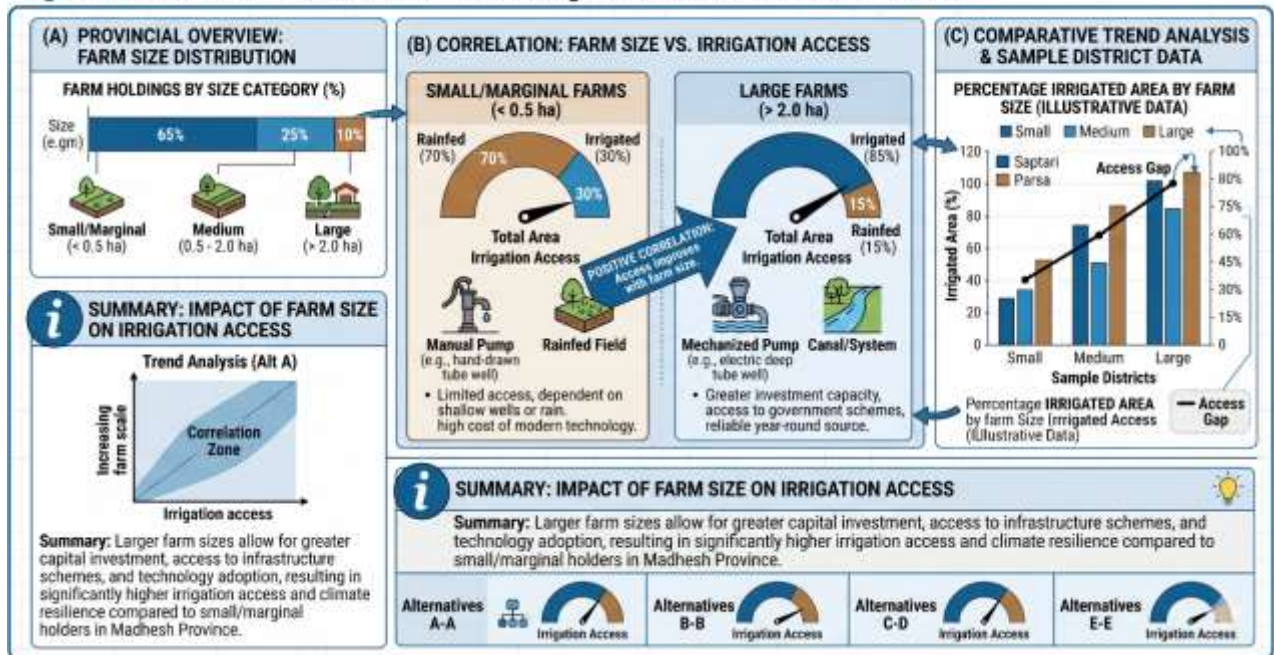 (A) PROVINCIAL OVERVIEW:
FARM SIZE DISTRIBUTION
FARM HOLDINGS BY SIZE CATEGORY (%)
Size
(e.gm)
65%
25%
10%
Small/Marginal
(< 0.5 ha)
Medium
(0.5 - 2.0 ha)
Large
(> 2.0 ha)
i
SUMMARY: IMPACT OF FARM SIZE
ON IRRIGATION ACCESS
Trend Analysis (Alt A)
Increasing
farm scale
Correlation
Zone
Irrigation access
Summary: Larger farm sizes allow for greater
capital investment, access to infrastructure
schemes, and technology adoption, resulting in
significantly higher irrigation access and climate
resilience compared to small/marginal
holders in Madhesh Province.
(B) CORRELATION: FARM SIZE VS. IRRIGATION ACCESS
SMALL/MARGINAL FARMS
(< 0.5 ha)
Rainfed
(70%)
70%
Irrigated
(30%)
30%
Total Area
Irrigation Access
Manual Pump
(e.g., hand-drawn
tube well)
Rainfed Field
• Limited access, dependent on
shallow wells or rain.
high cost of modern technology.
POSITIVE CORRELATION:
Access improves
with farm size.
LARGE FARMS
(> 2.0 ha)
Irrigated
(85%)
15%
Rainfed
(15%)
Total Area
Irrigation Access
Mechanized Pump
(e.g., electric deep
tube well)
Canal/System
• Greater investment capacity,
access to government schemes,
reliable year-round source.
(C) COMPARATIVE TREND ANALYSIS
& SAMPLE DISTRICT DATA
PERCENTAGE IRRIGATED AREA BY FARM
SIZE (ILLUSTRATIVE DATA)
Small Medium Large
Saptari
Parsa
Access Gap
Irrigated Area (%)
120
100
80
60
40
20
0
100%
80%
75%
60%
45%
30%
15%
0
Small Medium Large
Sample Districts
Percentage IRRIGATED AREA
by farm Size (Irrigated Access
(IUlustrative Data)
Access
Gap
i
SUMMARY: IMPACT OF FARM SIZE ON IRRIGATION ACCESS
Summary: Larger farm sizes allow for greater capital investment, access to infrastructure schemes, and
technology adoption, resulting in significantly higher irrigation access and climate resilience compared to
small/marginal holders in Madhesh Province.
Alternatives
A-A
Irrigation Access
Alternatives
B-B
Irrigation Access
Alternatives
C-D
Irrigation Access
Alternatives
E-E
Irrigation Access